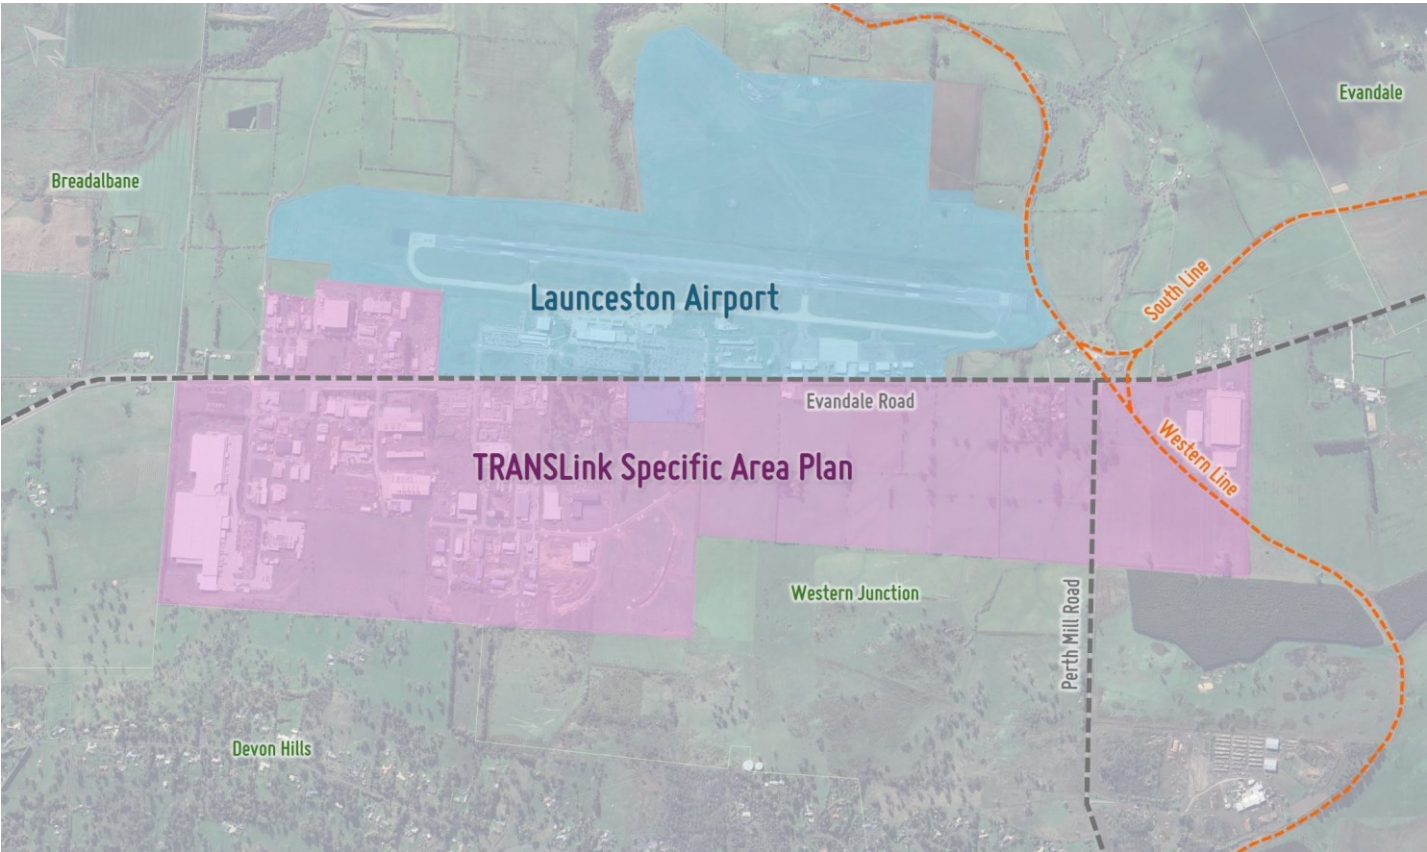 N
Evandale
Breadalbane
South Line
Launceston Airport
Evandale Road
TRANSLink Specific Area Plan
Western Line
Western Junction
Perth Mill Road
Devon Hills